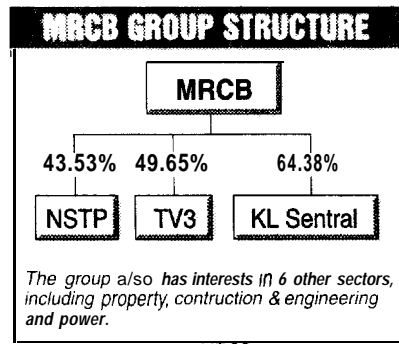 MRCB GROUP STRUCTURE
MRCB
43.53% 49.65% 64.38%
NSTP TV3 KL Sentral
The group a/so has interests in 6 other sectors,
including property, contruction & engineering
and power.